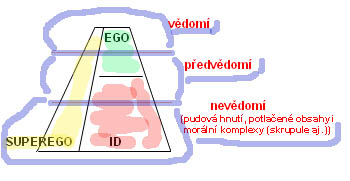 vědomí
EGO
předvědomí
nevědomí
(pudová hnutí, potlačené obsahy i
morální komplexy (skrupule aj.))
SUPEREGO
ID